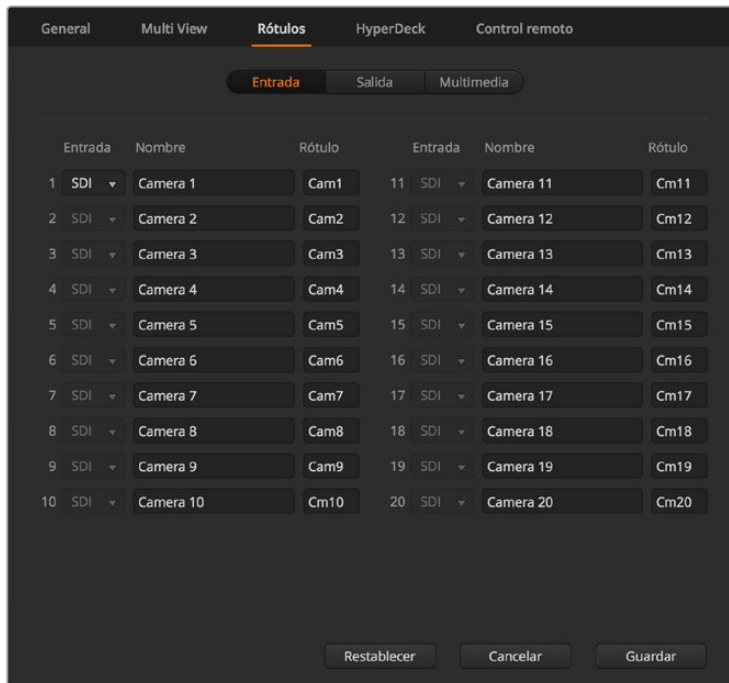 General Multi View Rótulos HyperDeck Control remoto
Entrada Salida Multimedia
Entrada Nombre Rótulo Entrada Nombre Rótulo
1 SDI Camera 1 Cam1 11 SDI Camera 11 Cm11
2 SDI Camera 2 Cam2 12 SDI Camera 12 Cm12
3 SDI Camera 3 Cam3 13 SDI Camera 13 Cm13
4 SDI Camera 4 Cam4 14 SDI Camera 14 Cm14
5 SDI Camera 5 Cam5 15 SDI Camera 15 Cm15
6 SDI Camera 6 Cam6 16 SDI Camera 16 Cm16
7 SDI Camera 7 Cam7 17 SDI Camera 17 Cm17
8 SDI Camera 8 Cam8 18 SDI Camera 18 Cm18
9 SDI Camera 9 Cam9 19 SDI Camera 19 Cm19
10 SDI Camera 10 Cm10 20 SDI Camera 20 Cm20
Restablecer Cancelar Guardar